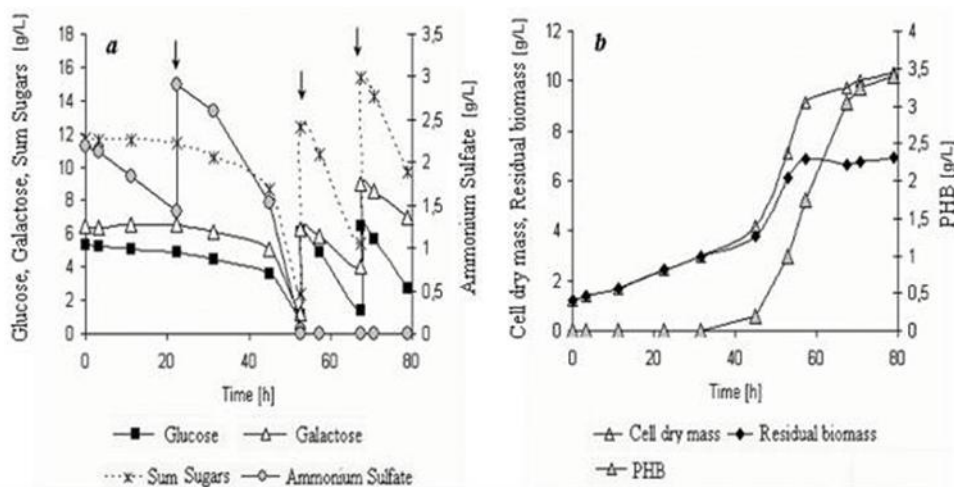 a
Glucose, Galactose, Sum Sugars [g/L]
18
16
14
12
10
8
6
4
2
0
3,5
3
2,5
2
1,5
1
0,5
0
Ammonium Sulfate [g/L]
0 20 40 60 80
Time [h]
Glucose Galactose
Sum Sugars Ammonium Sulfate
b
Cell dry mass, Residual biomass [g/L]
12
10
8
6
4
2
0
4
3,5
3
2,5
2
1,5
1
0,5
0
PHB [g/L]
0 20 40 60 80
Time [h]
Cell dry mass Residual biomass
PHB